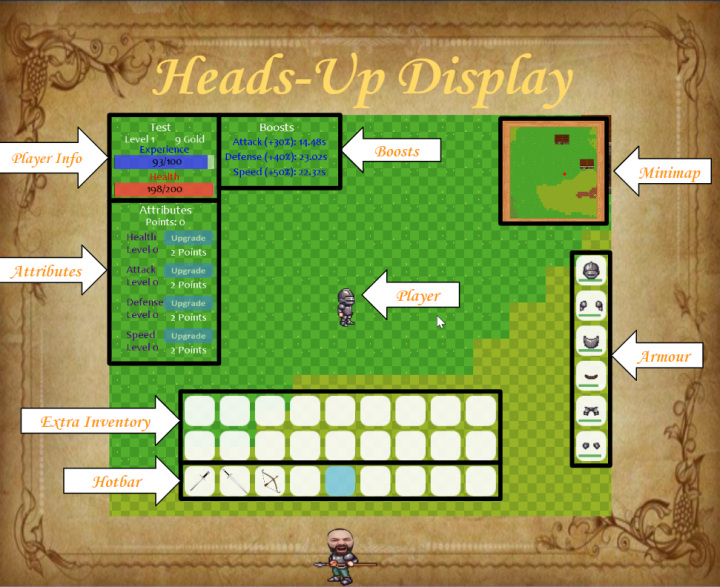 Heads-Up Display
Player Info
Test
Level 1 9 Gold
Experience
93/100
Health
198/200
Boosts
Attack (+30%): 14.48s
Defense (+40%): 23.02s
Speed (+50%): 22.32s
Boosts
Minimap
Attributes
Attributes
Points: 0
Health Upgrade
Level 0 2 Points
Attack Upgrade
Level 0 2 Points
Defense Upgrade
Level 0 2 Points
Speed Upgrade
Level 0 2 Points
Player
Armour
Extra Inventory
Hotbar